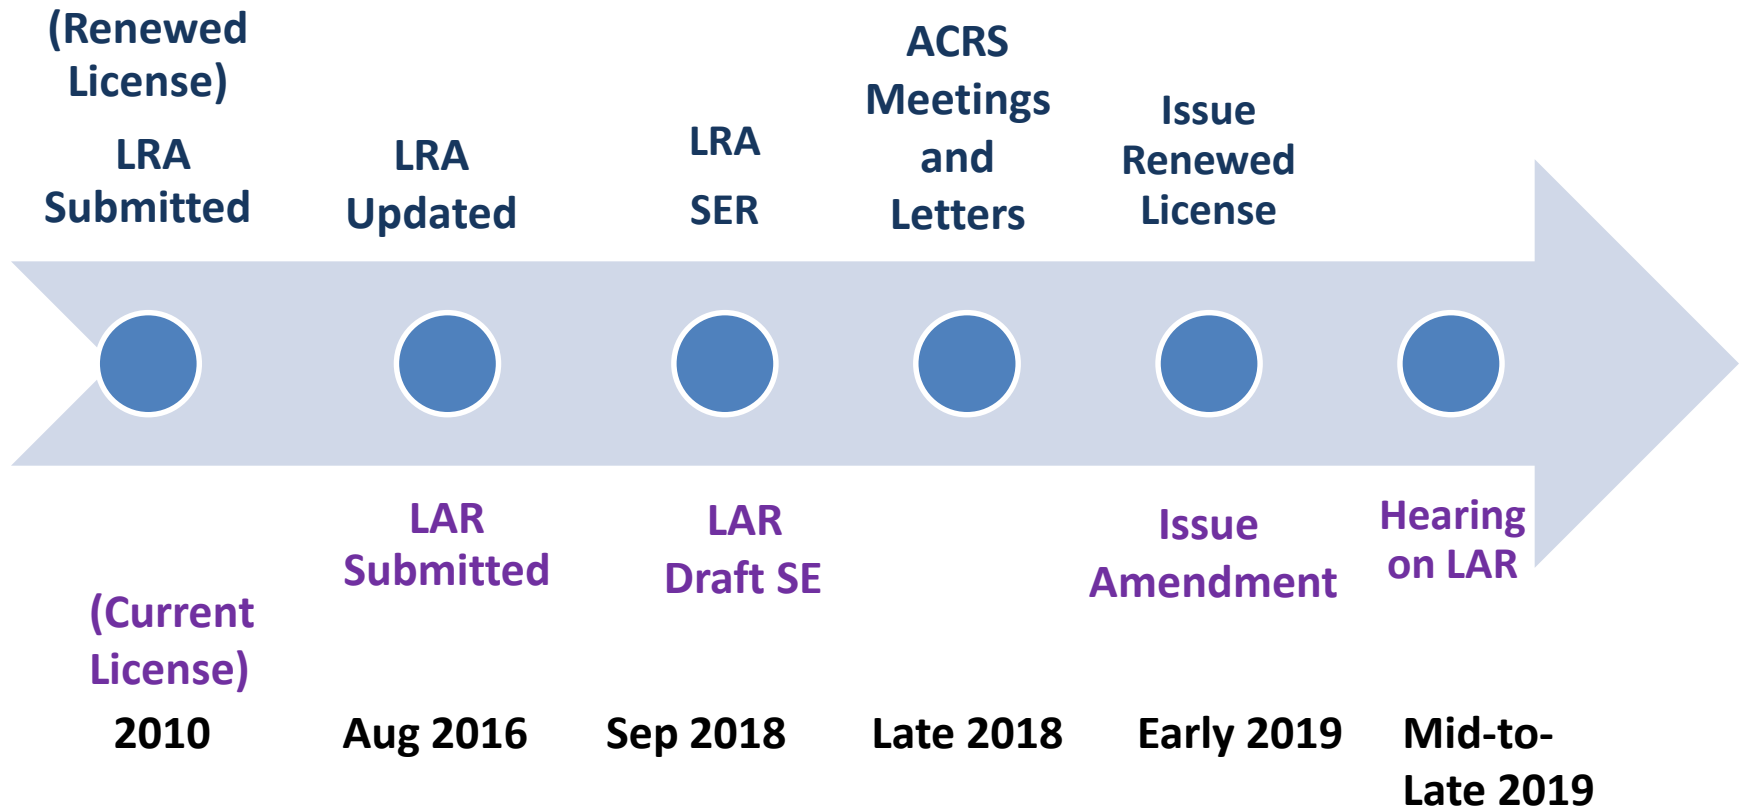 (Renewed
License)
LRA
Submitted
LRA
Updated
LRA
SER
ACRS
Meetings
and
Letters
Issue
Renewed
License
LAR
Submitted
LAR
Draft SE
Issue
Amendment
Hearing
on LAR
(Current
License)
2010
Aug 2016
Sep 2018
Late 2018
Early 2019
Mid-to-
Late 2019